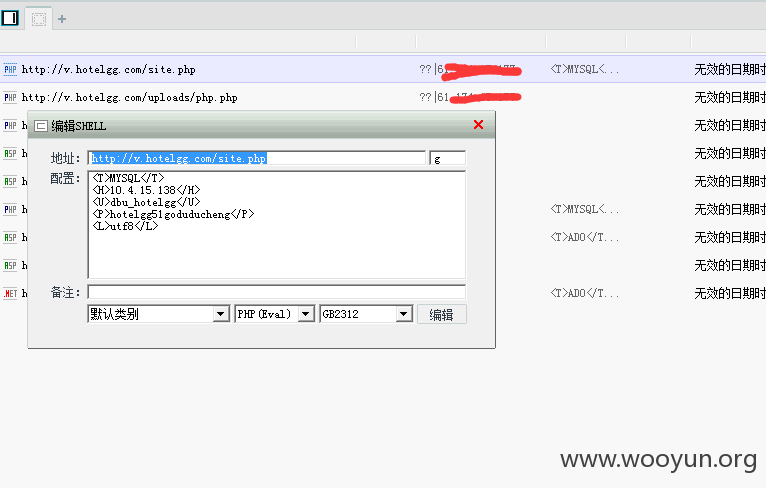 +
PHP http://v.hotelgg.com/site.php ??|61. <T>MYSQL<... 无效的日期时
PHP http://v.hotelgg.com/uploads/php.php ??|61. 无效的日期时
编辑SHELL
PHP h 无效的日期时
ASP h 无效的日期时
ASP h 无效的日期时
PHP h <T>MYSQL<... 无效的日期时
ASP h <T>ADO</T... 无效的日期时
ASP h 无效的日期时
.NET h <T>ADO</T... 无效的日期时
地址: http://v.hotelgg.com/site.php g
配置: <T>MYSQL</T>
<H>10.4.15.138</H>
<U>dbu_hotelgg</U>
<P>hotelgg51goduducheng</P>
<L>utf8</L>
备注:
默认类别 PHP(Eval) GB2312 编辑
www.wooyun.org